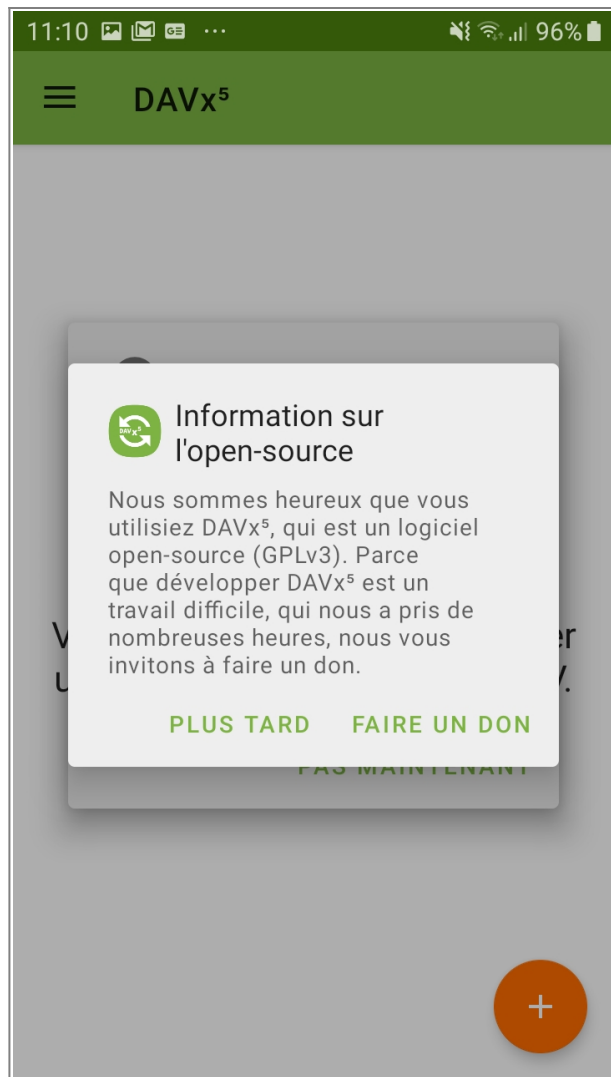 11:10 96%
DAVx⁵
Information sur
l'open-source
Nous sommes heureux que vous
utilisiez DAVx⁵, qui est un logiciel
open-source (GPLv3). Parce
que développer DAVx⁵ est un
travail difficile, qui nous a pris de
nombreuses heures, nous vous
invitons à faire un don.
PLUS TARD FAIRE UN DON
PAS MAINTENANT